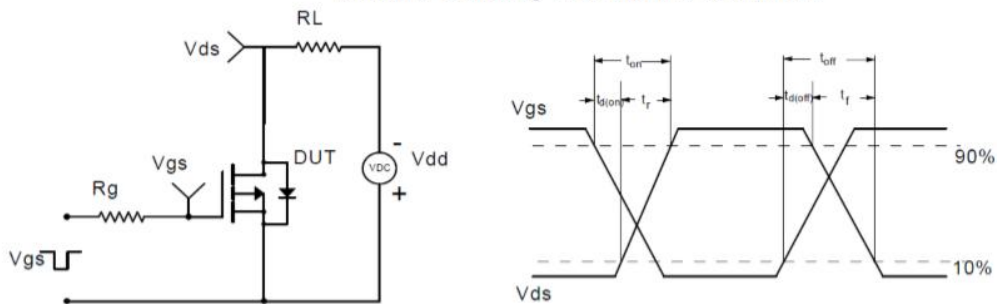 RL
Vds
DUT
Vgs
Rg
VDC
-
Vdd
+
Vgs
ton
toff
td(on)
tr
td(off)
tf
Vgs
90%
10%
Vds